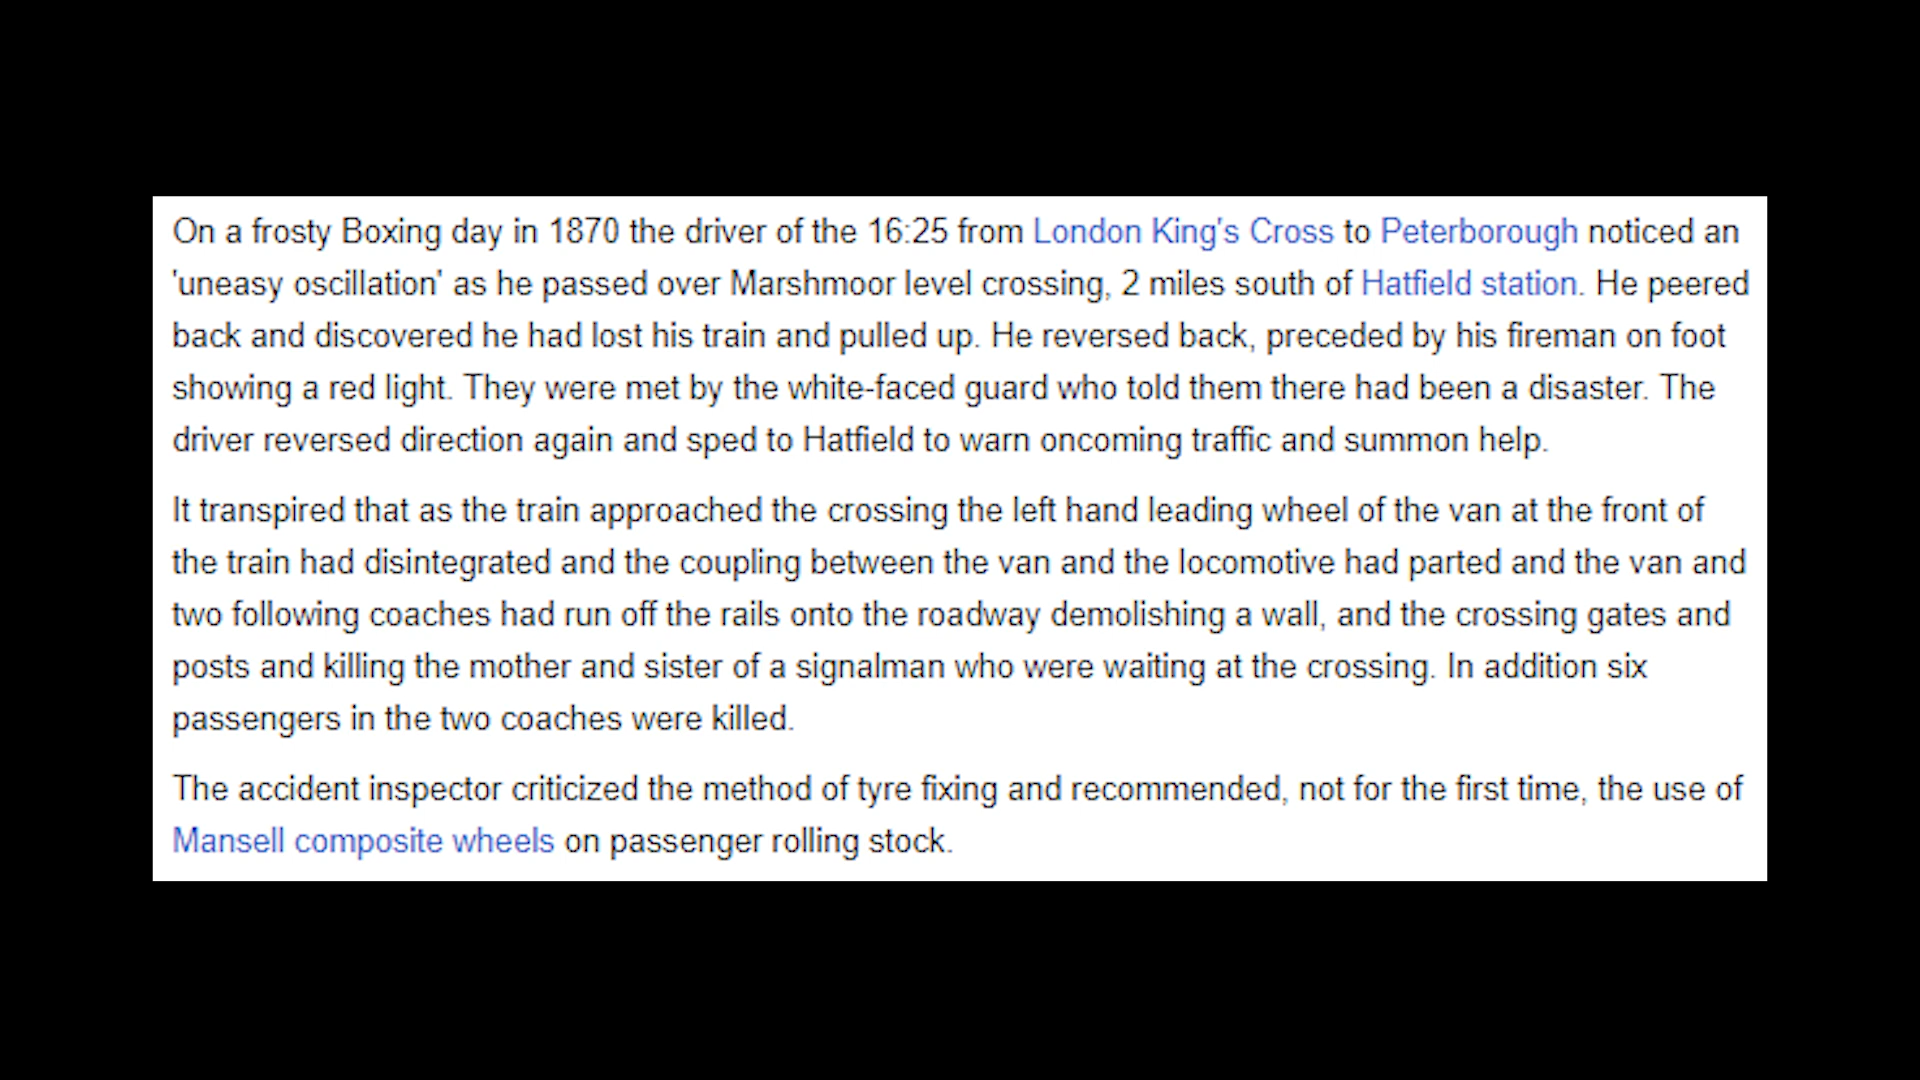 On a frosty Boxing day in 1870 the driver of the 16:25 from London King's Cross to Peterborough noticed an
'uneasy oscillation' as he passed over Marshmoor level crossing, 2 miles south of Hatfield station. He peered
back and discovered he had lost his train and pulled up. He reversed back, preceded by his fireman on foot
showing a red light. They were met by the white-faced guard who told them there had been a disaster. The
driver reversed direction again and sped to Hatfield to warn oncoming traffic and summon help.
It transpired that as the train approached the crossing the left hand leading wheel of the van at the front of
the train had disintegrated and the coupling between the van and the locomotive had parted and the van and
two following coaches had run off the rails onto the roadway demolishing a wall, and the crossing gates and
posts and killing the mother and sister of a signalman who were waiting at the crossing. In addition six
passengers in the two coaches were killed.
The accident inspector criticized the method of tyre fixing and recommended, not for the first time, the use of
Mansell composite wheels on passenger rolling stock.